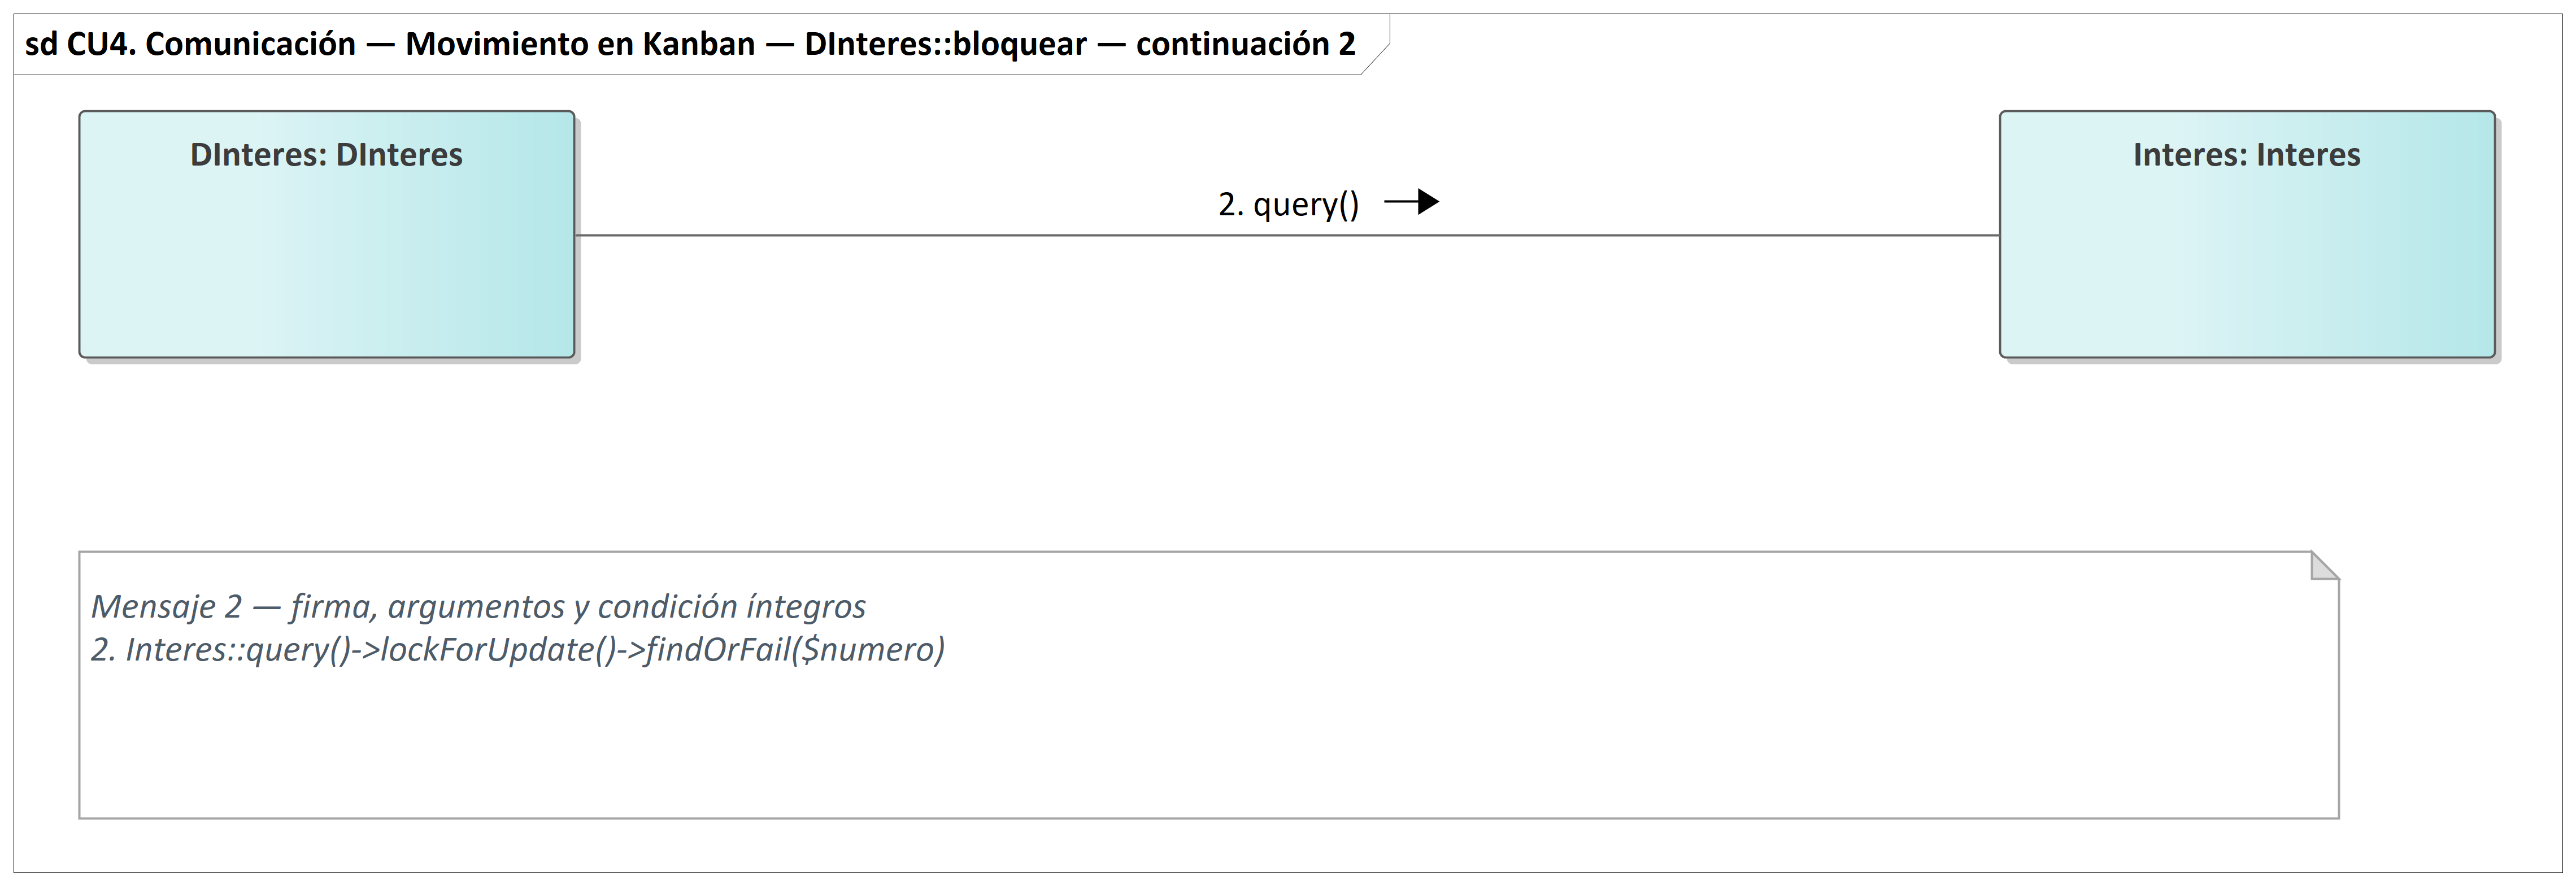 sd CU4. Comunicación — Movimiento en Kanban — DInteres::bloquear — continuación 2
DInteres: DInteres
Interes: Interes
2. query()
Mensaje 2 — firma, argumentos y condición íntegros
2. Interes::query()->lockForUpdate()->findOrFail($numero)